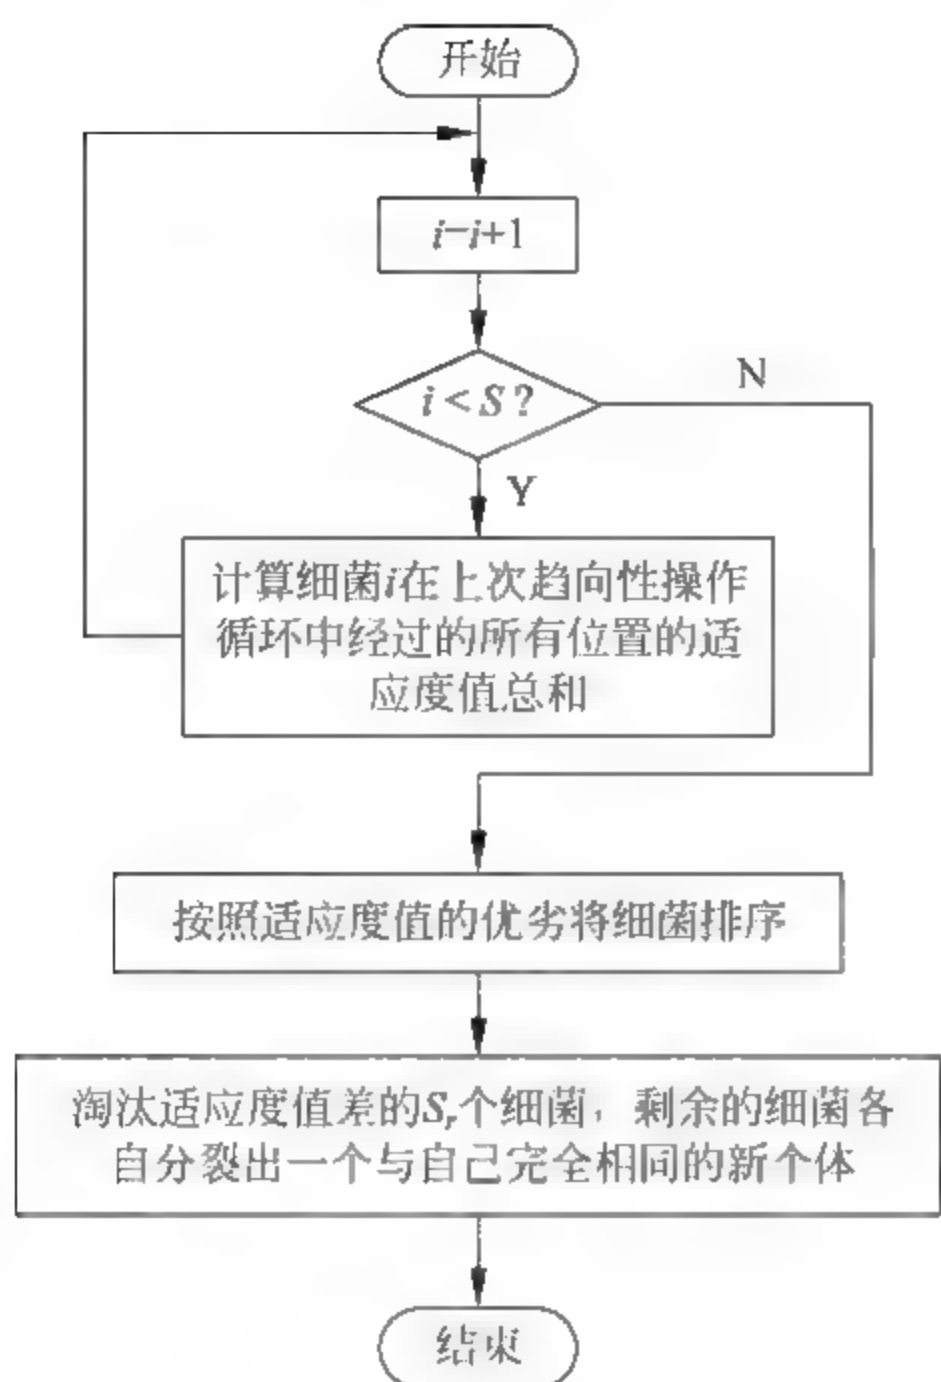 开始
i=i+1
i < S ?
N
Y
计算细菌i在上次趋向性操作
循环中经过的所有位置的适
应度值总和
按照适应度值的优劣将细菌排序
淘汰适应度值差的Sr个细菌，剩余的细菌各
自分裂出一个与自己完全相同的新个体
结束